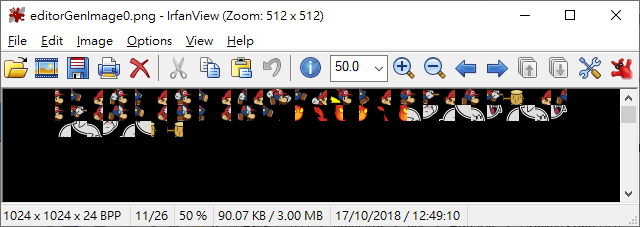 editorGenImage0.png - IrfanView (Zoom: 512 x 512)
File Edit Image Options View Help
50.0
1024 x 1024 x 24 BPP 11/26 50 % 90.07 KB / 3.00 MB 17/10/2018 / 12:49:10